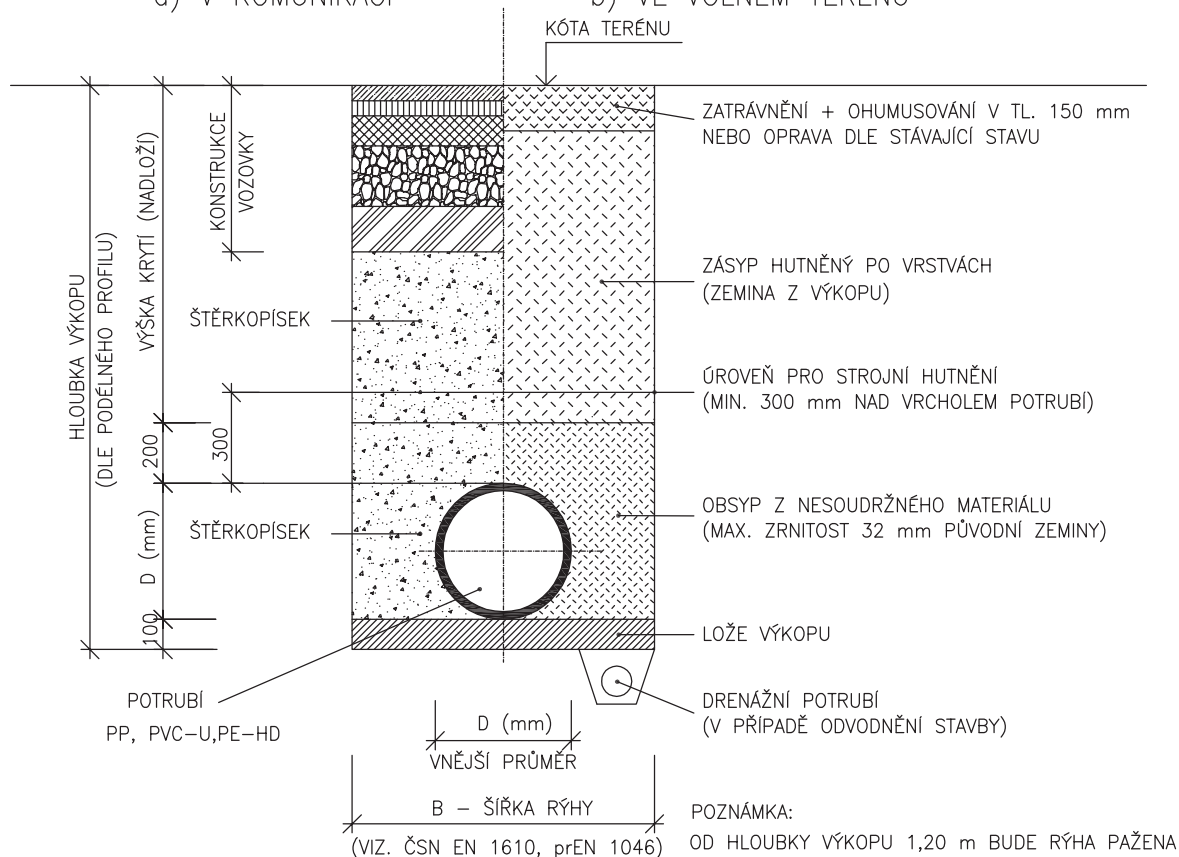 a) V KOMUNIKACI
b) VE VOLNÉM TERÉNU
KÓTA TERÉNU
ZATRÁVNĚNÍ + OHUMUSOVÁNÍ V TL. 150 mm
NEBO OPRAVA DLE STÁVAJÍCÍ STAVU
HLOUBKA VÝKOPU
(DLE PODÉLNÉHO PROFILU)
VÝŠKA KRYTÍ (NADLOŽÍ)
KONSTRUKCE
VOZOVKY
ZÁSYP HUTNĚNÝ PO VRSTVÁCH
(ZEMINA Z VÝKOPU)
ŠTĚRKOPÍSEK
ÚROVEŇ PRO STROJNÍ HUTNĚNÍ
(MIN. 300 mm NAD VRCHOLEM POTRUBÍ)
200
300
ŠTĚRKOPÍSEK
OBSYP Z NESOUDRŽNÉHO MATERIÁLU
(MAX. ZRNITOST 32 mm PŮVODNÍ ZEMINY)
D (mm)
100
LOŽE VÝKOPU
POTRUBÍ
PP, PVC-U,PE-HD
DRENÁŽNÍ POTRUBÍ
(V PŘÍPADĚ ODVODNĚNÍ STAVBY)
D (mm)
VNĚJŠÍ PRŮMĚR
B – ŠÍŘKA RÝHY
(VIZ. ČSN EN 1610, prEN 1046)
POZNÁMKA:
OD HLOUBKY VÝKOPU 1,20 m BUDE RÝHA PAŽENA